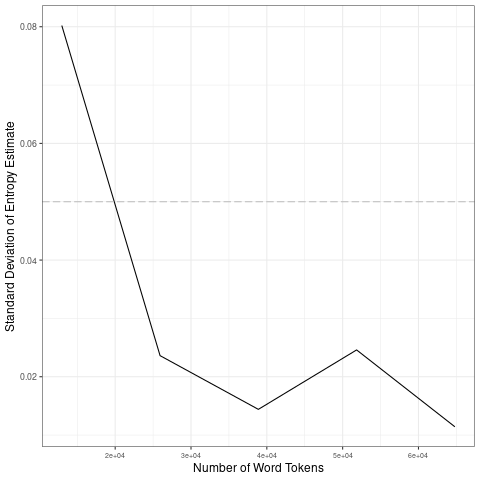 Standard Deviation of Entropy Estimate
0.08
0.06
0.04
0.02
2e+04 3e+04 4e+04 5e+04 6e+04
Number of Word Tokens